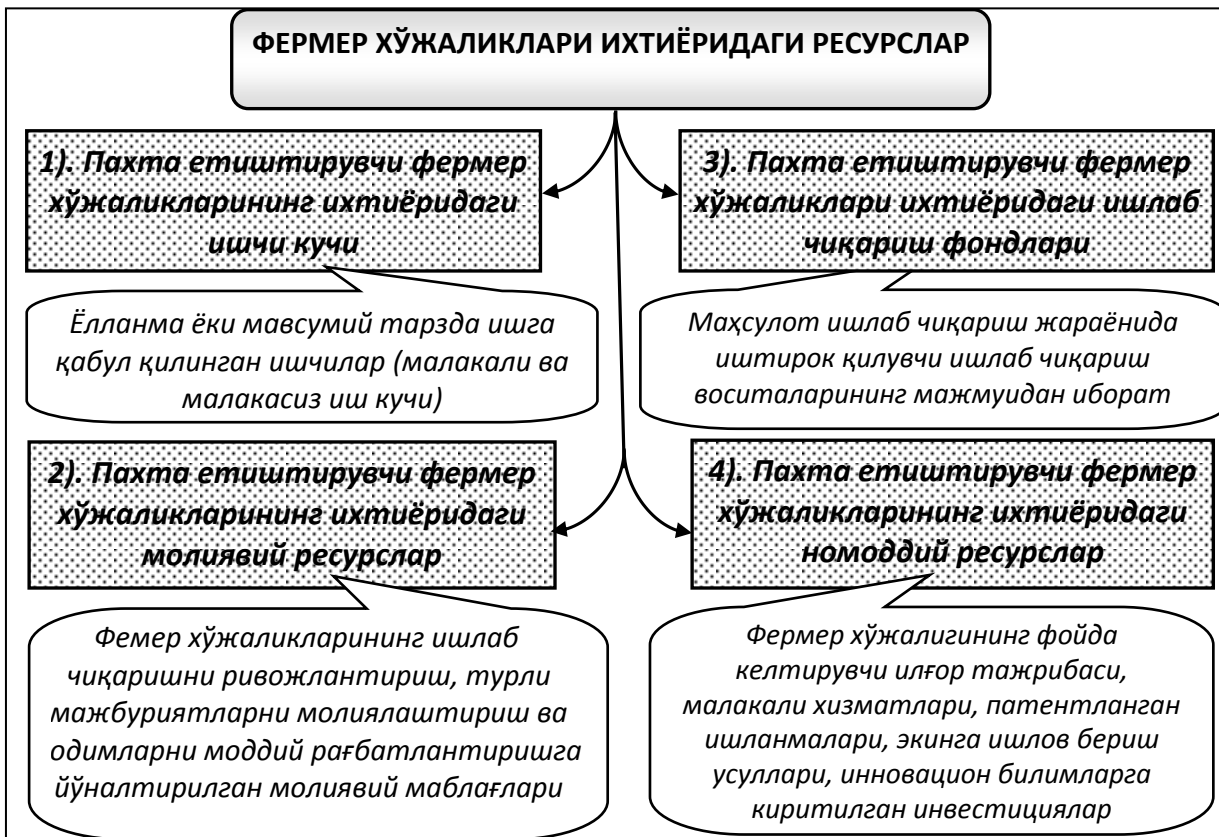 ФЕРМЕР ХЎЖАЛИКЛАРИ ИХТИЁРИДАГИ РЕСУРСЛАР
1). Пахта етиштирувчи фермер
хўжаликларининг ихтиёридаги
ишчи кучи
Ёлланма ёки мавсумий тарзда ишга
қабул қилинган ишчилар (малакали ва
малакасиз иш кучи)
2). Пахта етиштирувчи фермер
хўжаликларининг ихтиёридаги
молиявий ресурслар
Фемер хўжаликларининг ишлаб
чиқаришни ривожлантириш, турли
мажбуриятларни молиялаштириш ва
одимларни моддий рағбатлантиришга
йўналтирилган молиявий маблағлари
3). Пахта етиштирувчи фермер
хўжаликлари ихтиёридаги ишлаб
чиқариш фондлари
Маҳсулот ишлаб чиқариш жараёнида
иштирок қилувчи ишлаб чиқариш
воситаларининг мажмуидан иборат
4). Пахта етиштирувчи фермер
хўжаликларининг ихтиёридаги
номоддий ресурслар
Фермер хўжалигининг фойда
келтирувчи илғор тажрибаси,
малакали хизматлари, патентланган
ишланмалари, экинга ишлов бериш
усуллари, инновацион билимларга
киритилган инвестициялар